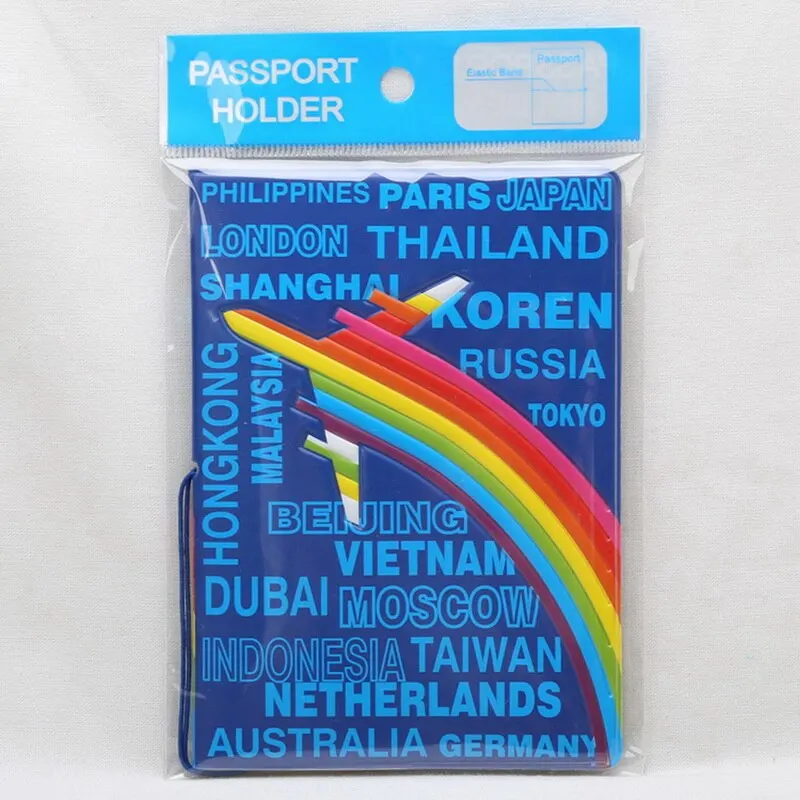 PASSPORT
HOLDER
Passport
Elastic Band
PHILIPPINES PARIS JAPAN
LONDON THAILAND
SHANGHAI
KOREN
RUSSIA
TOKYO
HONGKONG
MALAYSIA
BEIJING
VIETNAM
DUBAI MOSCOW
INDONESIA TAIWAN
NETHERLANDS
AUSTRALIA GERMANY